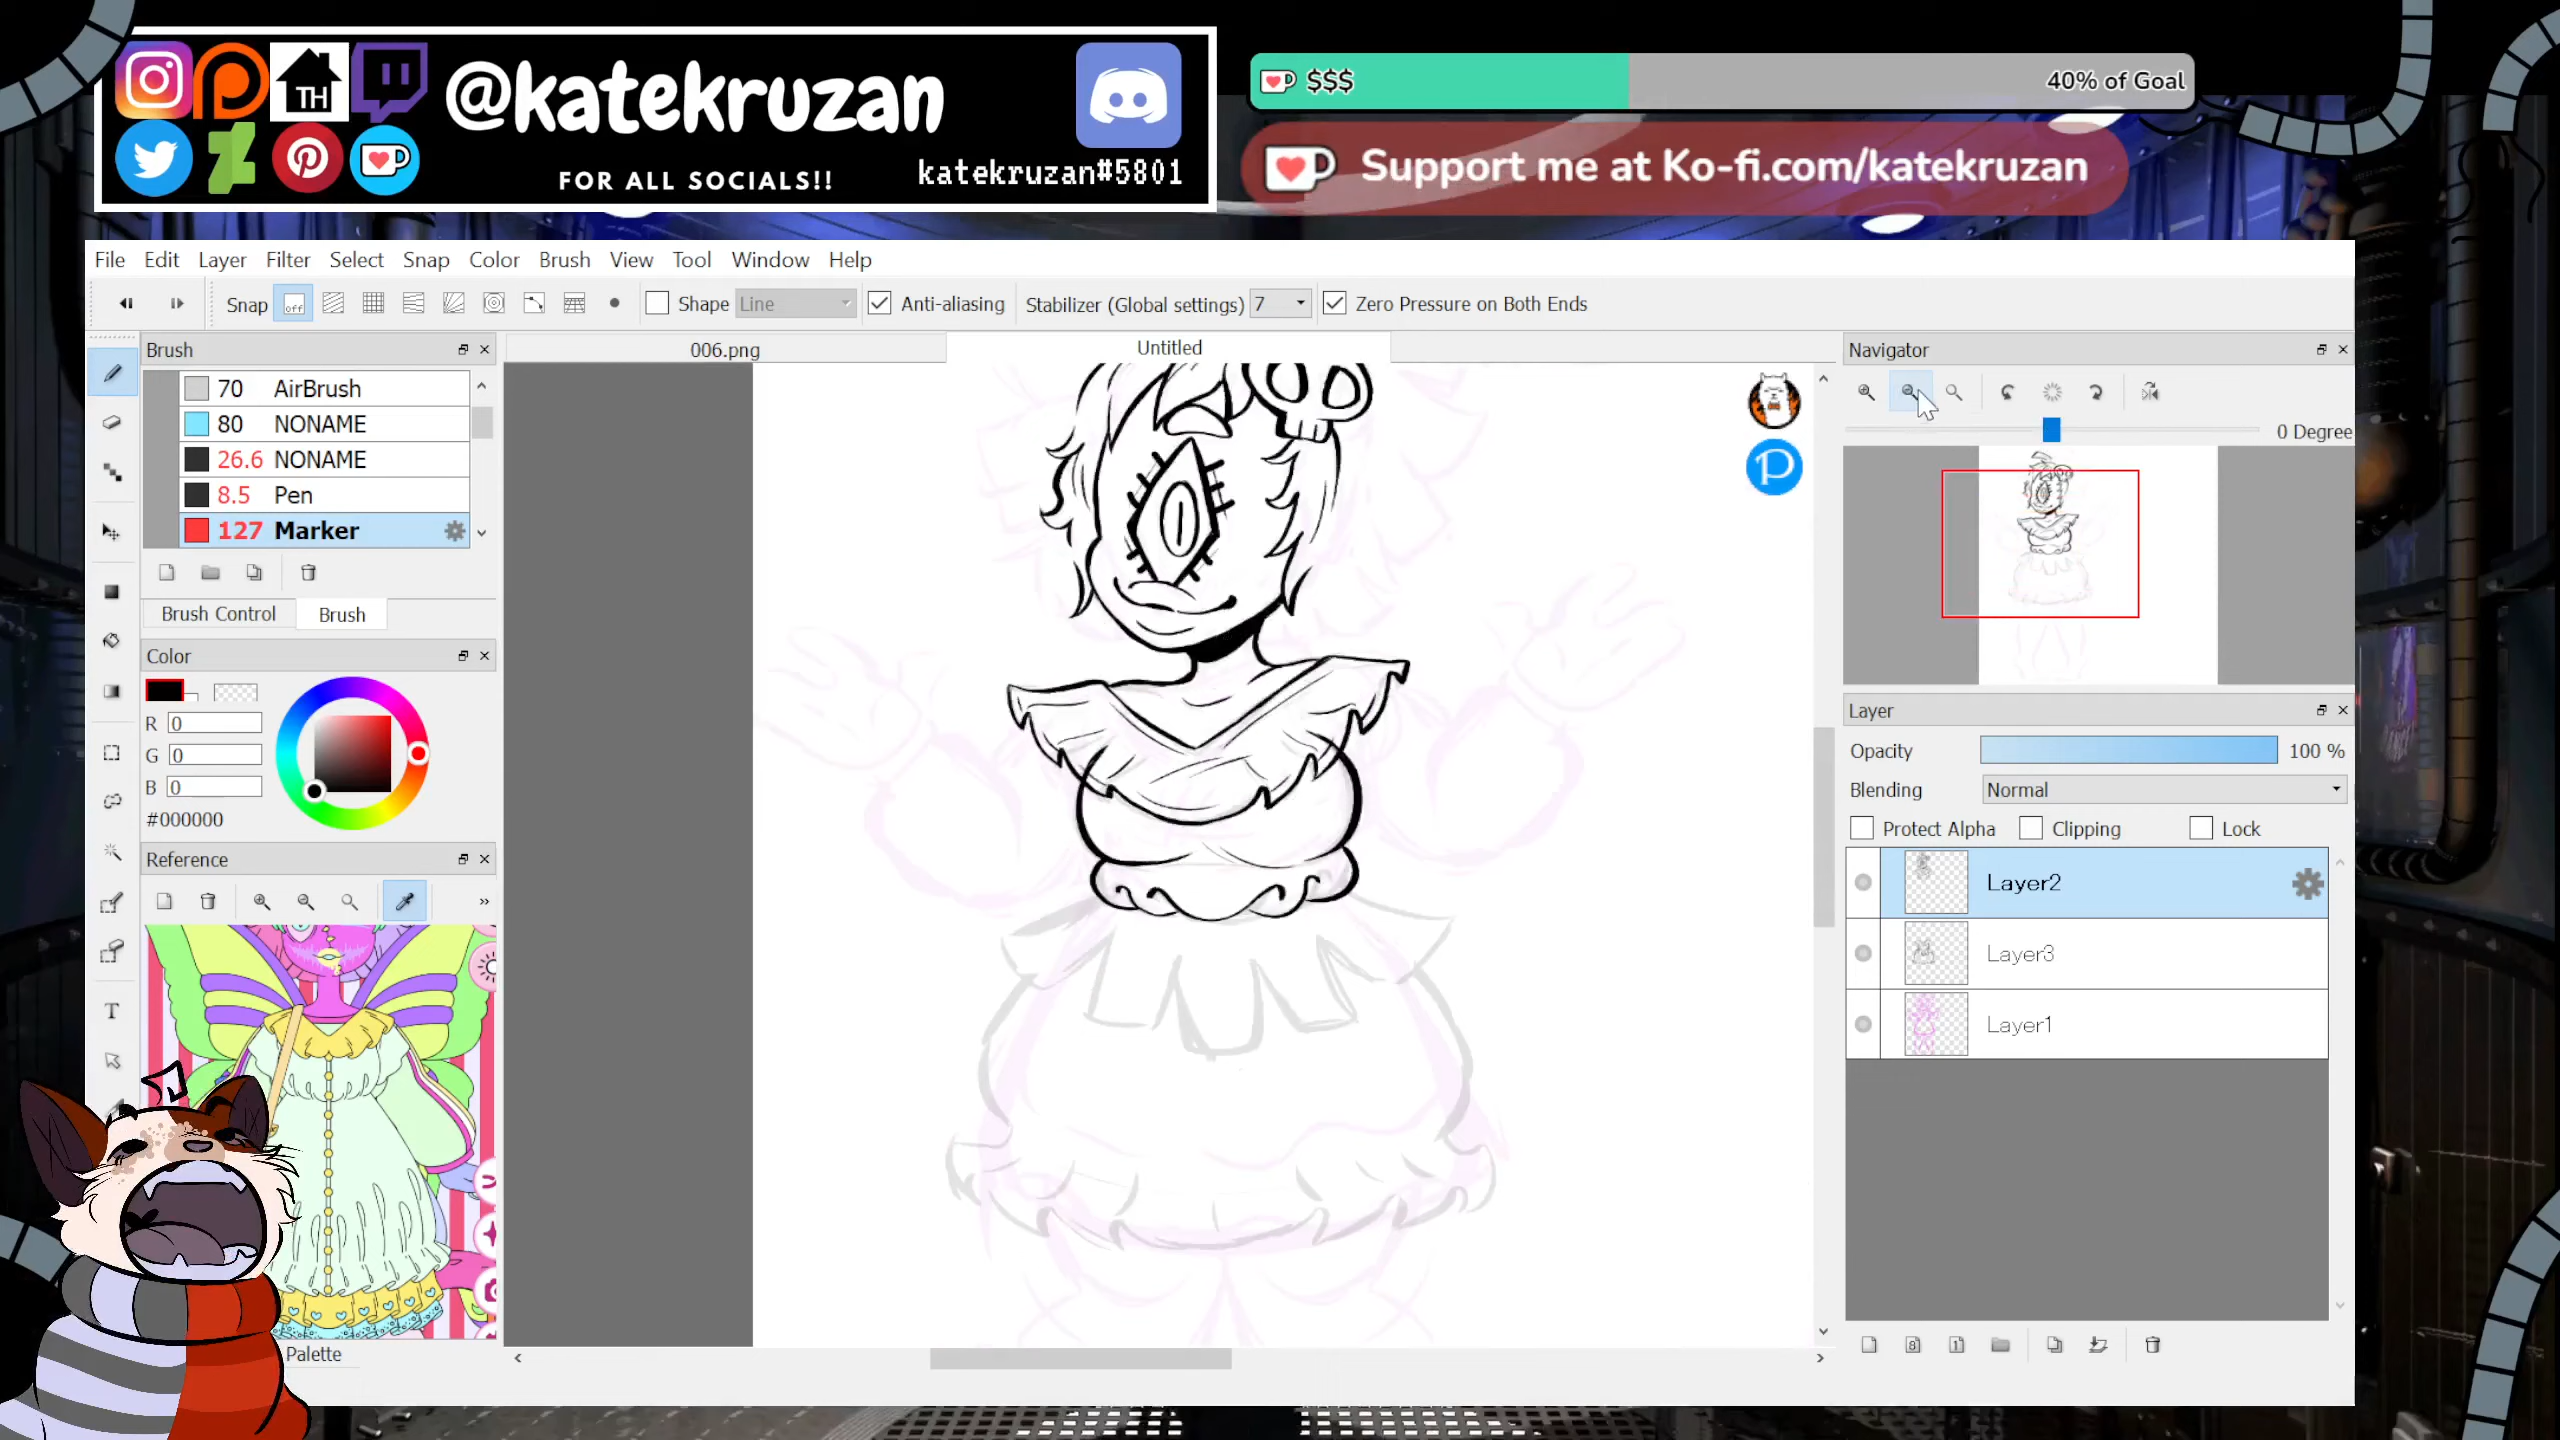 TH
@katekruzan
FOR ALL SOCIALS!!
katekruzan#5801
$$$
40% of Goal
Support me at Ko-fi.com/katekruzan
File Edit Layer Filter Select Snap Color Brush View Tool Window Help
Snap off Shape Line Anti-aliasing Stabilizer (Global settings) 7 Zero Pressure on Both Ends
Brush
006.png
Untitled
70 AirBrush
80 NONAME
26.6 NONAME
8.5 Pen
127 Marker
Brush Control Brush
Color
R 0
G 0
B 0
#000000
Reference
T
Palette
P
Navigator
0 Degree
Layer
Opacity 100 %
Blending Normal
Protect Alpha Clipping Lock
Layer2
Layer3
Layer1
8
1